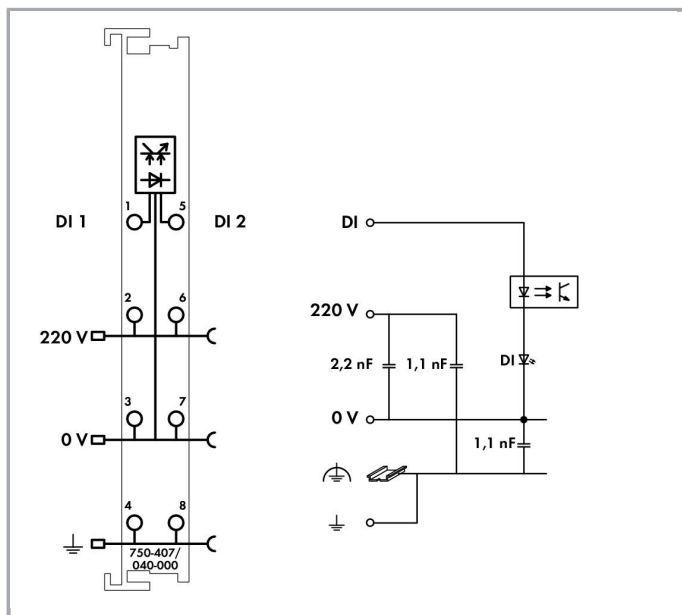 1
5
DI 1
DI 2
2
6
220 V
3
7
0 V
4
8
750-407/
040-000
DI
220 V
2,2 nF
1,1 nF
DI
0 V
1,1 nF